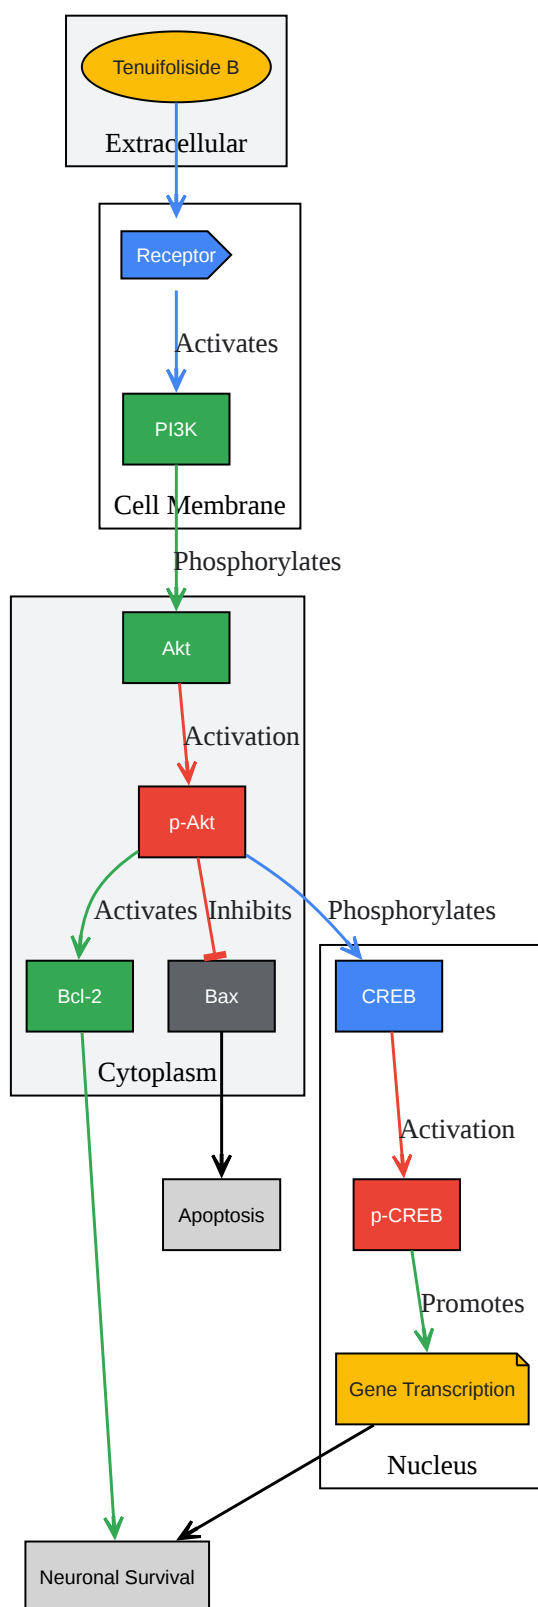 Tenuifoliside B
Extracellular
Receptor
Activates
PI3K
Cell Membrane
Phosphorylates
Akt
Activation
p-Akt
Activates
Inhibits
Phosphorylates
Bcl-2
Bax
CREB
Cytoplasm
Activation
Apoptosis
p-CREB
Promotes
Gene Transcription
Nucleus
Neuronal Survival